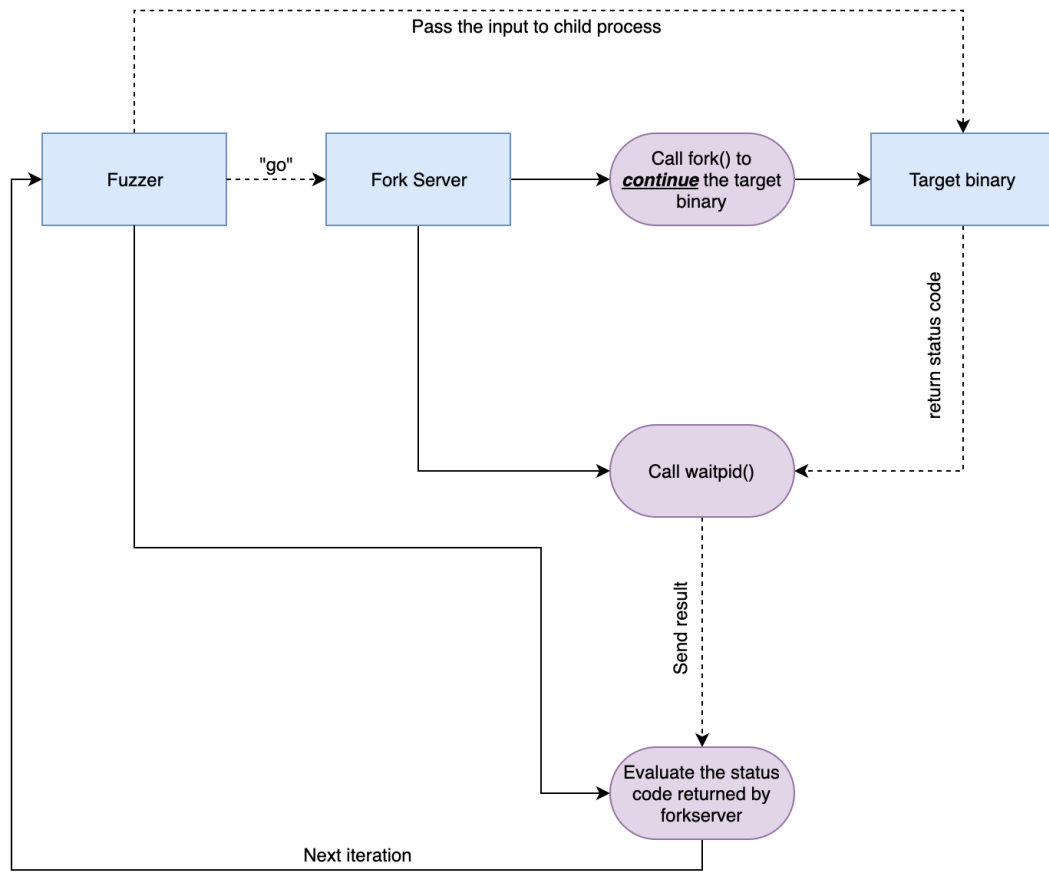 Pass the input to child process
Fuzzer
"go"
Fork Server
Call fork() to
continue the target
binary
Target binary
return status code
Call waitpid()
Send result
Evaluate the status
code returned by
forkserver
Next iteration